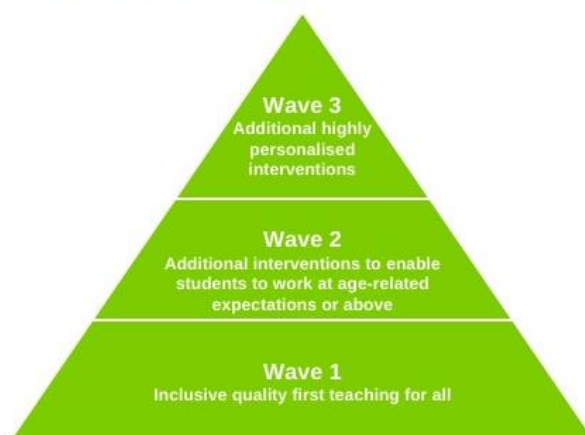 Wave 3
Additional highly
personalised
interventions
Wave 2
Additional interventions to enable
students to work at age-related
expectations or above
Wave 1
Inclusive quality first teaching for all